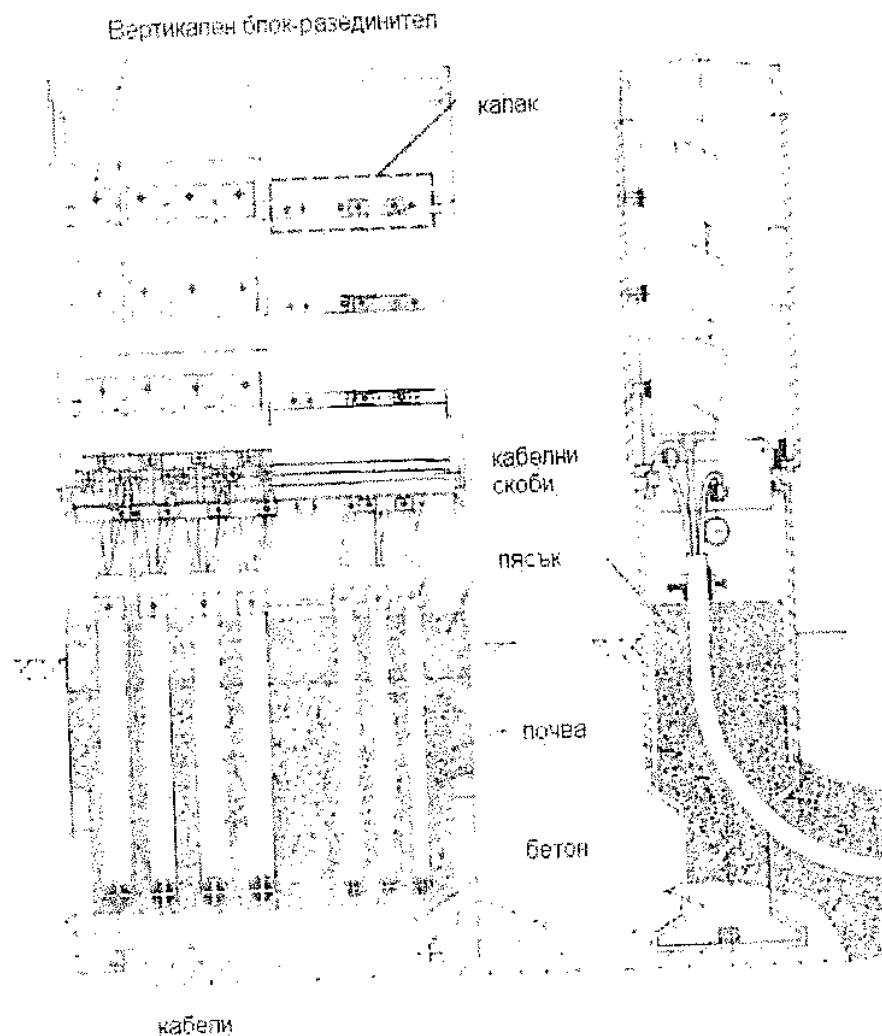 Вертикален блок-разединител
капак
кабелни
скоби
пясък
почва
бетон
кабели